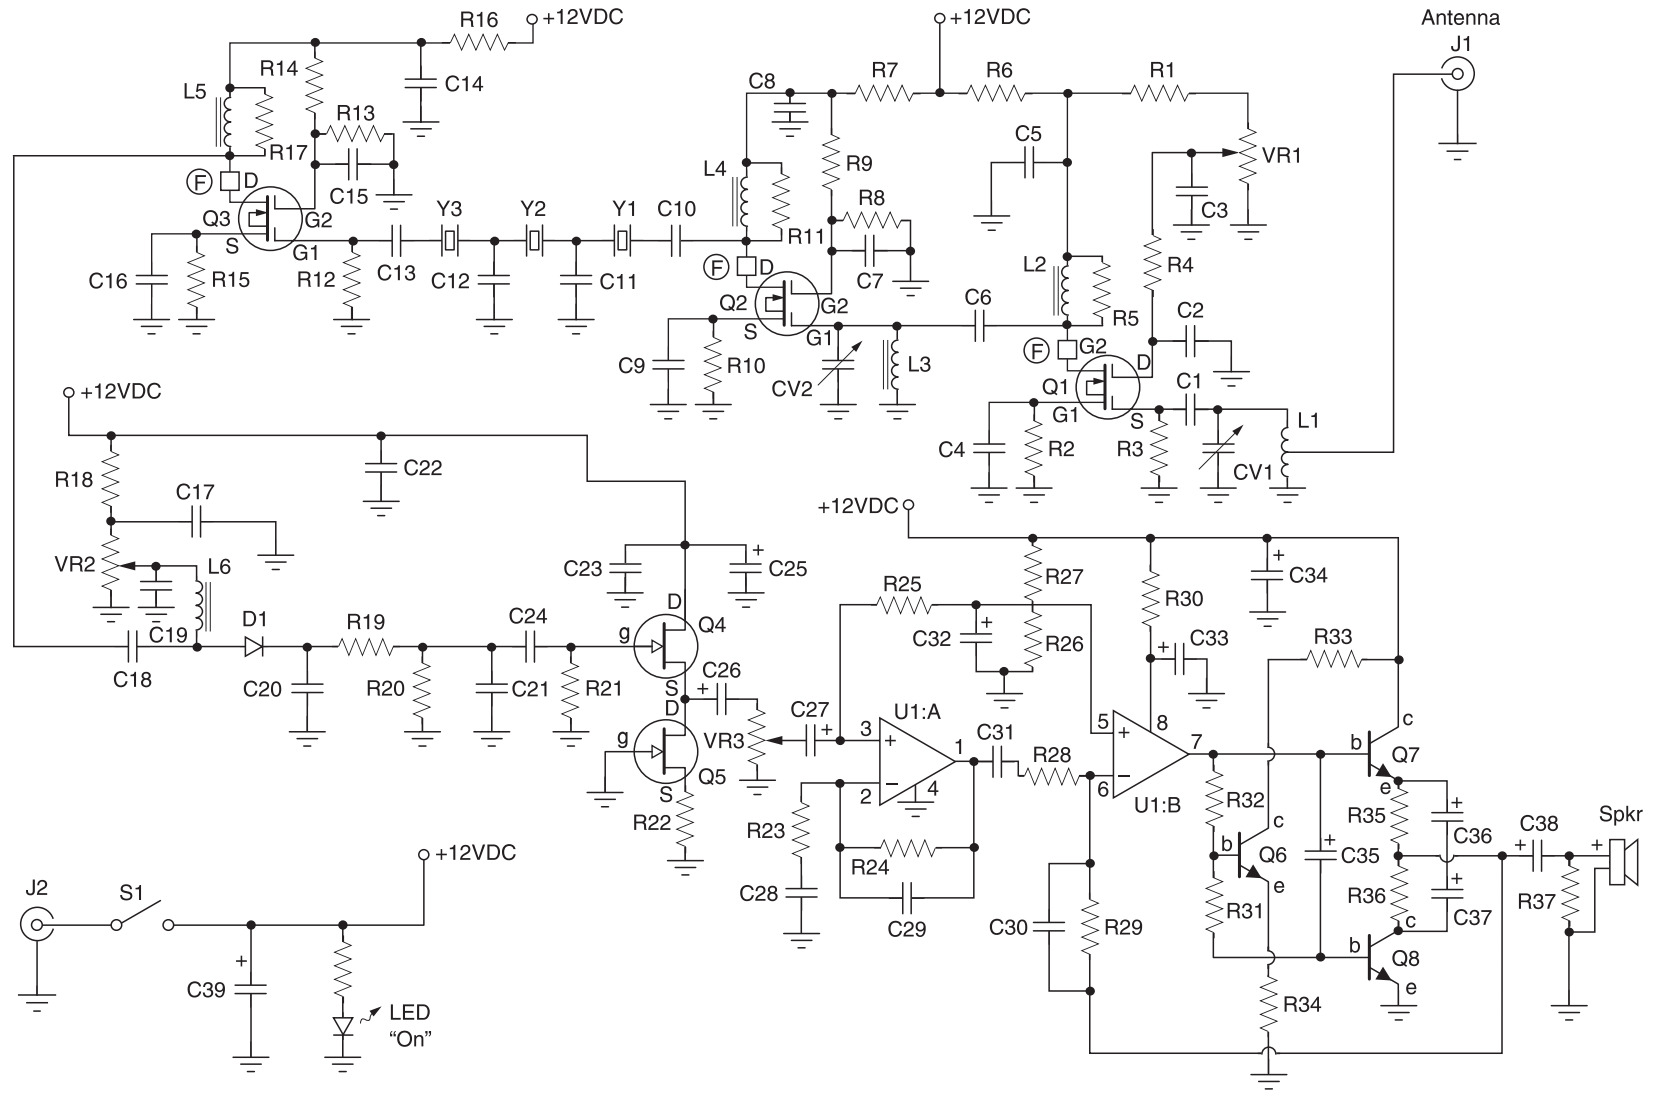 R16
+12VDC
+12VDC
Antenna
J1
R14
L5
C14
R13
R17
F
D
C15
Q3
G2
S
G1
C16
R15
R12
C13
Y3
Y2
Y1
C10
C12
C11
C8
R7
R6
R1
C5
VR1
R9
L4
R8
C3
R11
F
D
C7
Q2
G2
S
G1
C6
L2
R4
R5
C2
C9
R10
CV2
L3
F
G2
D
Q1
C1
G1
S
L1
C4
R2
R3
CV1
+12VDC
R18
C22
C17
VR2
L6
C19
C18
D1
R19
C24
C20
R20
C21
R21
C23
+
C25
D
g
Q4
S
+
C26
D
g
Q5
S
VR3
R22
+12VDC
R27
R25
R30
+
C34
+
C32
R26
+
C33
R33
C27
+
U1:A
3
+
1
2
−
4
C31
R28
5
+
8
7
6
−
U1:B
R23
R24
C28
C29
C30
R29
R32
b
c
Q6
e
R31
R34
+
C35
c
b
Q7
e
R35
+
C36
R36
+
C37
c
b
Q8
e
+
C38
R37
+
Spkr
J2
S1
+12VDC
+
C39
LED
“On”